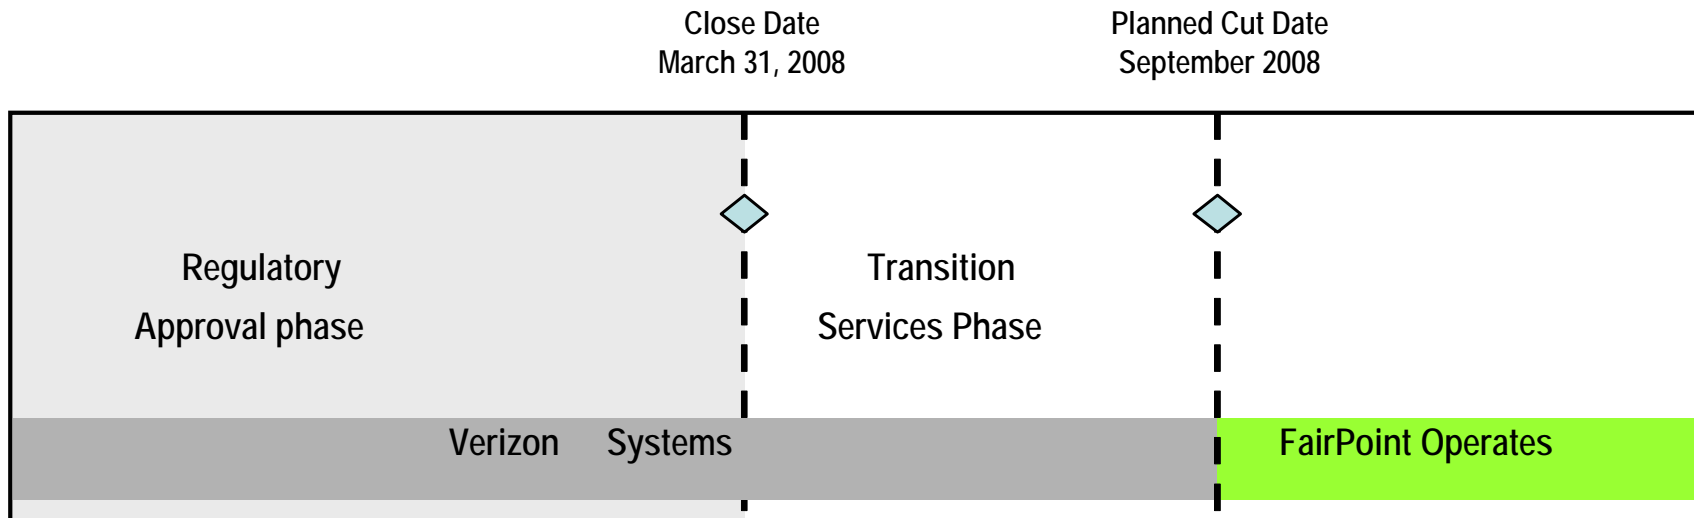 Close Date
March 31, 2008
Planned Cut Date
September 2008
Regulatory
Approval phase
Transition
Services Phase
Verizon Systems
FairPoint Operates